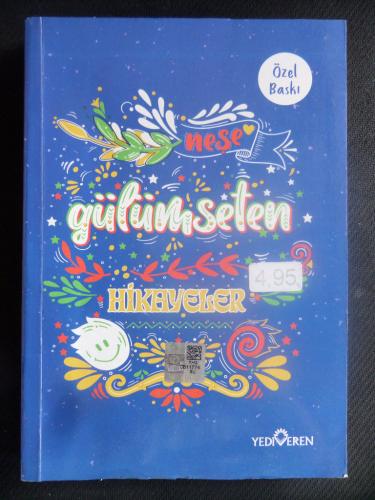 Özel
Baskı
neşe
gülümseten
4,95
HİKAYELER
YEDİVEREN